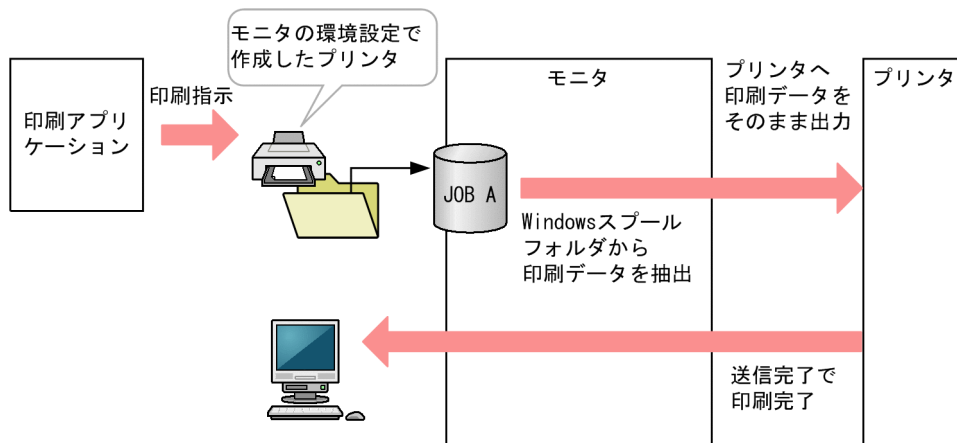 モニタの環境設定で
作成したプリンタ
印刷アプリ
ケーション
印刷指示
モニタ
プリンタへ
印刷データを
そのまま出力
プリンタ
JOB A
Windowsスプール
フォルダから
印刷データを抽出
送信完了で
印刷完了